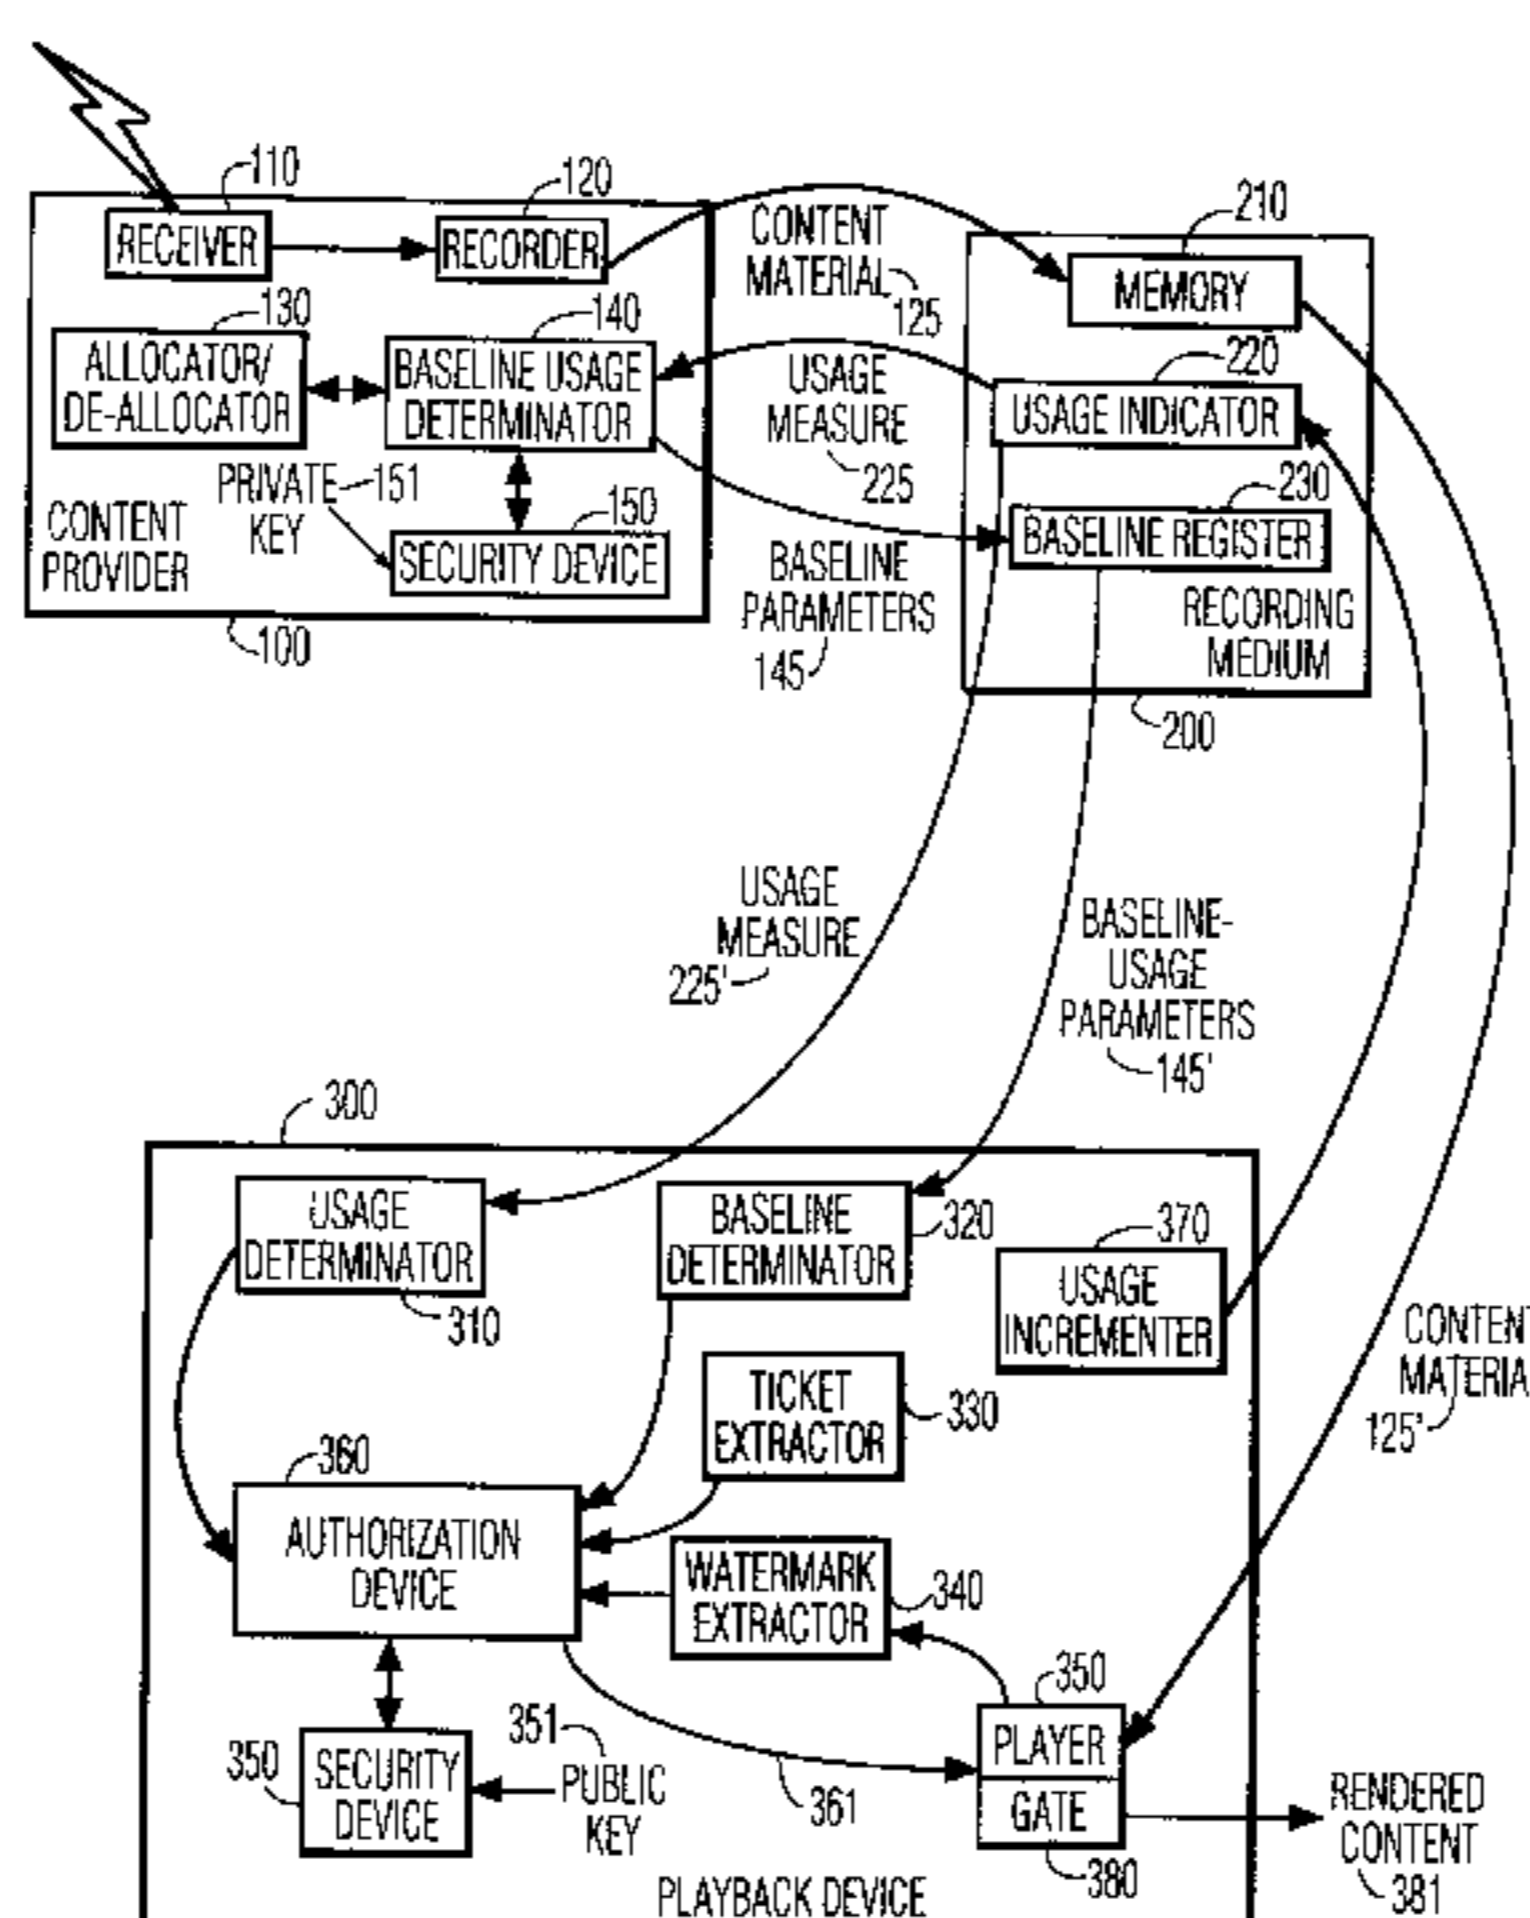 110
120
RECEIVER
RECORDER
CONTENT
MATERIAL
125
210
MEMORY
130
140
ALLOCATOR/
DE-ALLOCATOR
BASELINE USAGE
DETERMINATOR
USAGE
MEASURE
225
220
USAGE INDICATOR
PRIVATE
KEY
151
150
SECURITY DEVICE
CONTENT
PROVIDER
100
BASELINE
PARAMETERS
145
230
BASELINE REGISTER
RECORDING
MEDIUM
200
USAGE
MEASURE
225'
BASELINE-
USAGE
PARAMETERS
145'
300
USAGE
DETERMINATOR
310
BASELINE
DETERMINATOR
320
370
USAGE
INCREMENTER
CONTENT
MATERIA
125'
TICKET
EXTRACTOR
330
360
AUTHORIZATION
DEVICE
WATERMARK
EXTRACTOR
340
350
PLAYER
GATE
380
350
SECURITY
DEVICE
351
PUBLIC
KEY
361
RENDERED
CONTENT
381
PLAYBACK DEVICE